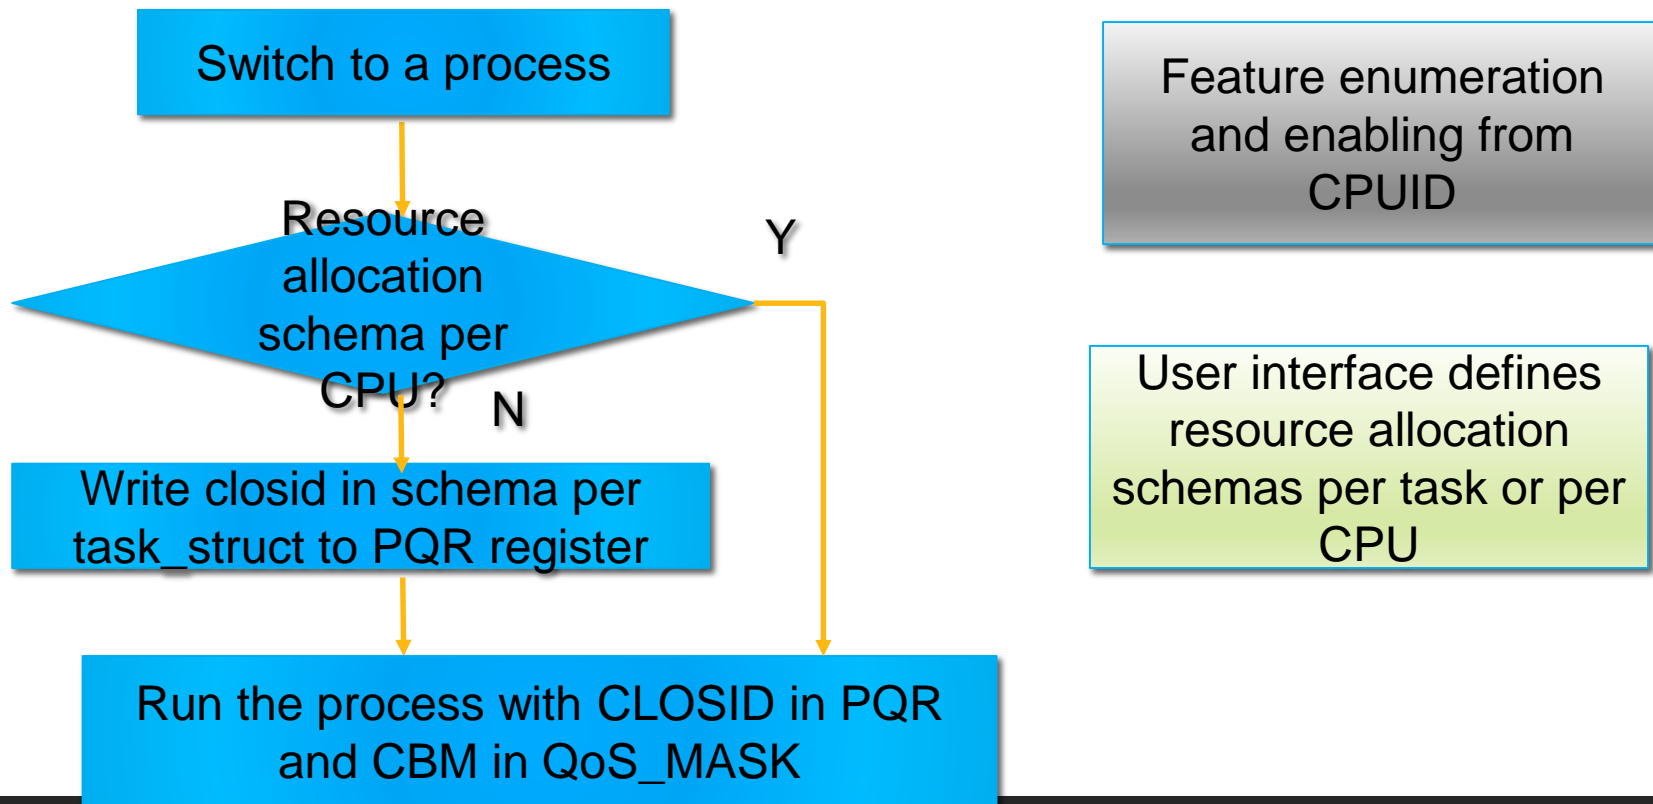 Switch to a process
Resource
allocation
schema per
CPU?
Y
N
Write closid in schema per
task_struct to PQR register
Run the process with CLOSID in PQR
and CBM in QoS_MASK
Feature enumeration
and enabling from
CPUID
User interface defines
resource allocation
schemas per task or per
CPU